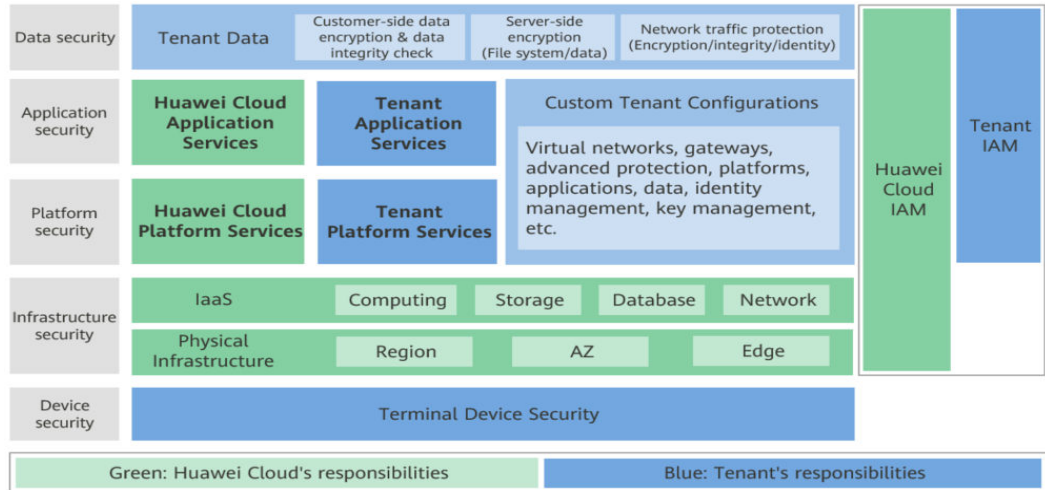 Data security
Tenant Data
Customer-side data
encryption & data
integrity check
Server-side
encryption
(File system/data)
Network traffic protection
(Encryption/integrity/identity)
Application
security
Huawei Cloud
Application
Services
Tenant
Application
Services
Custom Tenant Configurations
Virtual networks, gateways,
advanced protection, platforms,
applications, data, identity
management, key management,
etc.
Platform
security
Huawei Cloud
Platform Services
Tenant
Platform Services
Huawei
Cloud
IAM
Tenant
IAM
Infrastructure
security
IaaS
Computing
Storage
Database
Network
Physical
Infrastructure
Region
AZ
Edge
Device
security
Terminal Device Security
Green: Huawei Cloud's responsibilities
Blue: Tenant's responsibilities